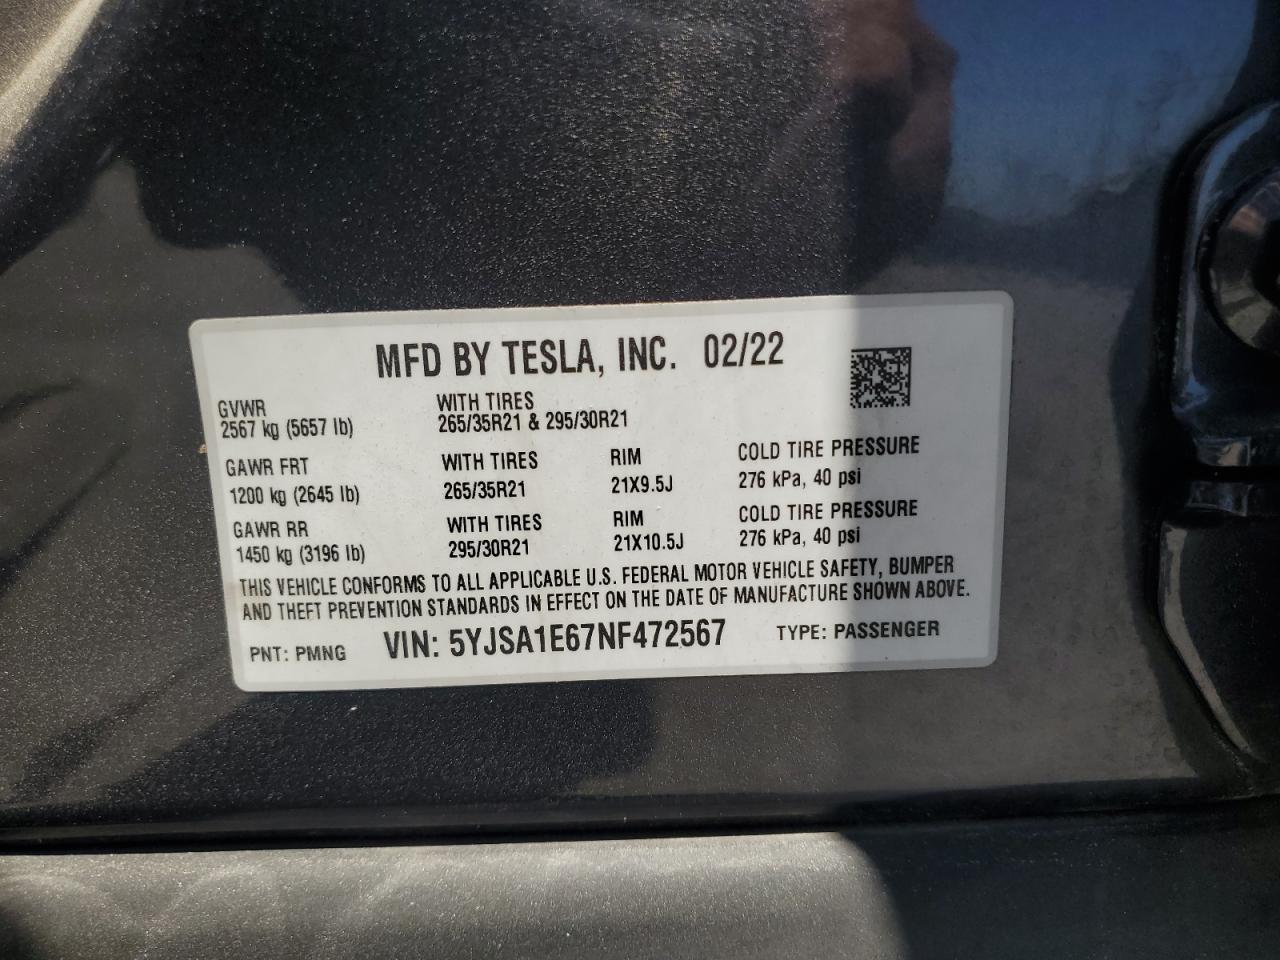 MFD BY TESLA, INC. 02/22
GVWR WITH TIRES
2567 kg (5657 lb) 265/35R21 & 295/30R21
GAWR FRT WITH TIRES RIM COLD TIRE PRESSURE
1200 kg (2645 lb) 265/35R21 21X9.5J 276 kPa, 40 psi
GAWR RR WITH TIRES RIM COLD TIRE PRESSURE
1450 kg (3196 lb) 295/30R21 21X10.5J 276 kPa, 40 psi
THIS VEHICLE CONFORMS TO ALL APPLICABLE U.S. FEDERAL MOTOR VEHICLE SAFETY, BUMPER
AND THEFT PREVENTION STANDARDS IN EFFECT ON THE DATE OF MANUFACTURE SHOWN ABOVE.
PNT: PMNG VIN: 5YJSA1E67NF472567 TYPE: PASSENGER